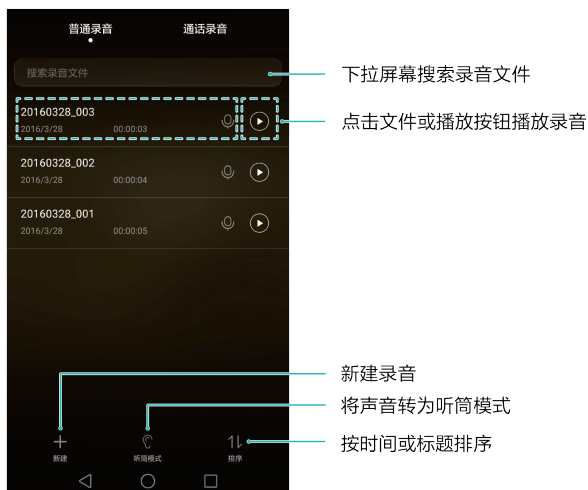 普通录音 通话录音
搜索录音文件
下拉屏幕搜索录音文件
20160328_003
2016/3/28 00:00:03
点击文件或播放按钮播放录音
20160328_002
2016/3/28 00:00:04
20160328_001
2016/3/28 00:00:05
新建录音
将声音转为听筒模式
按时间或标题排序
新建 听筒模式 排序